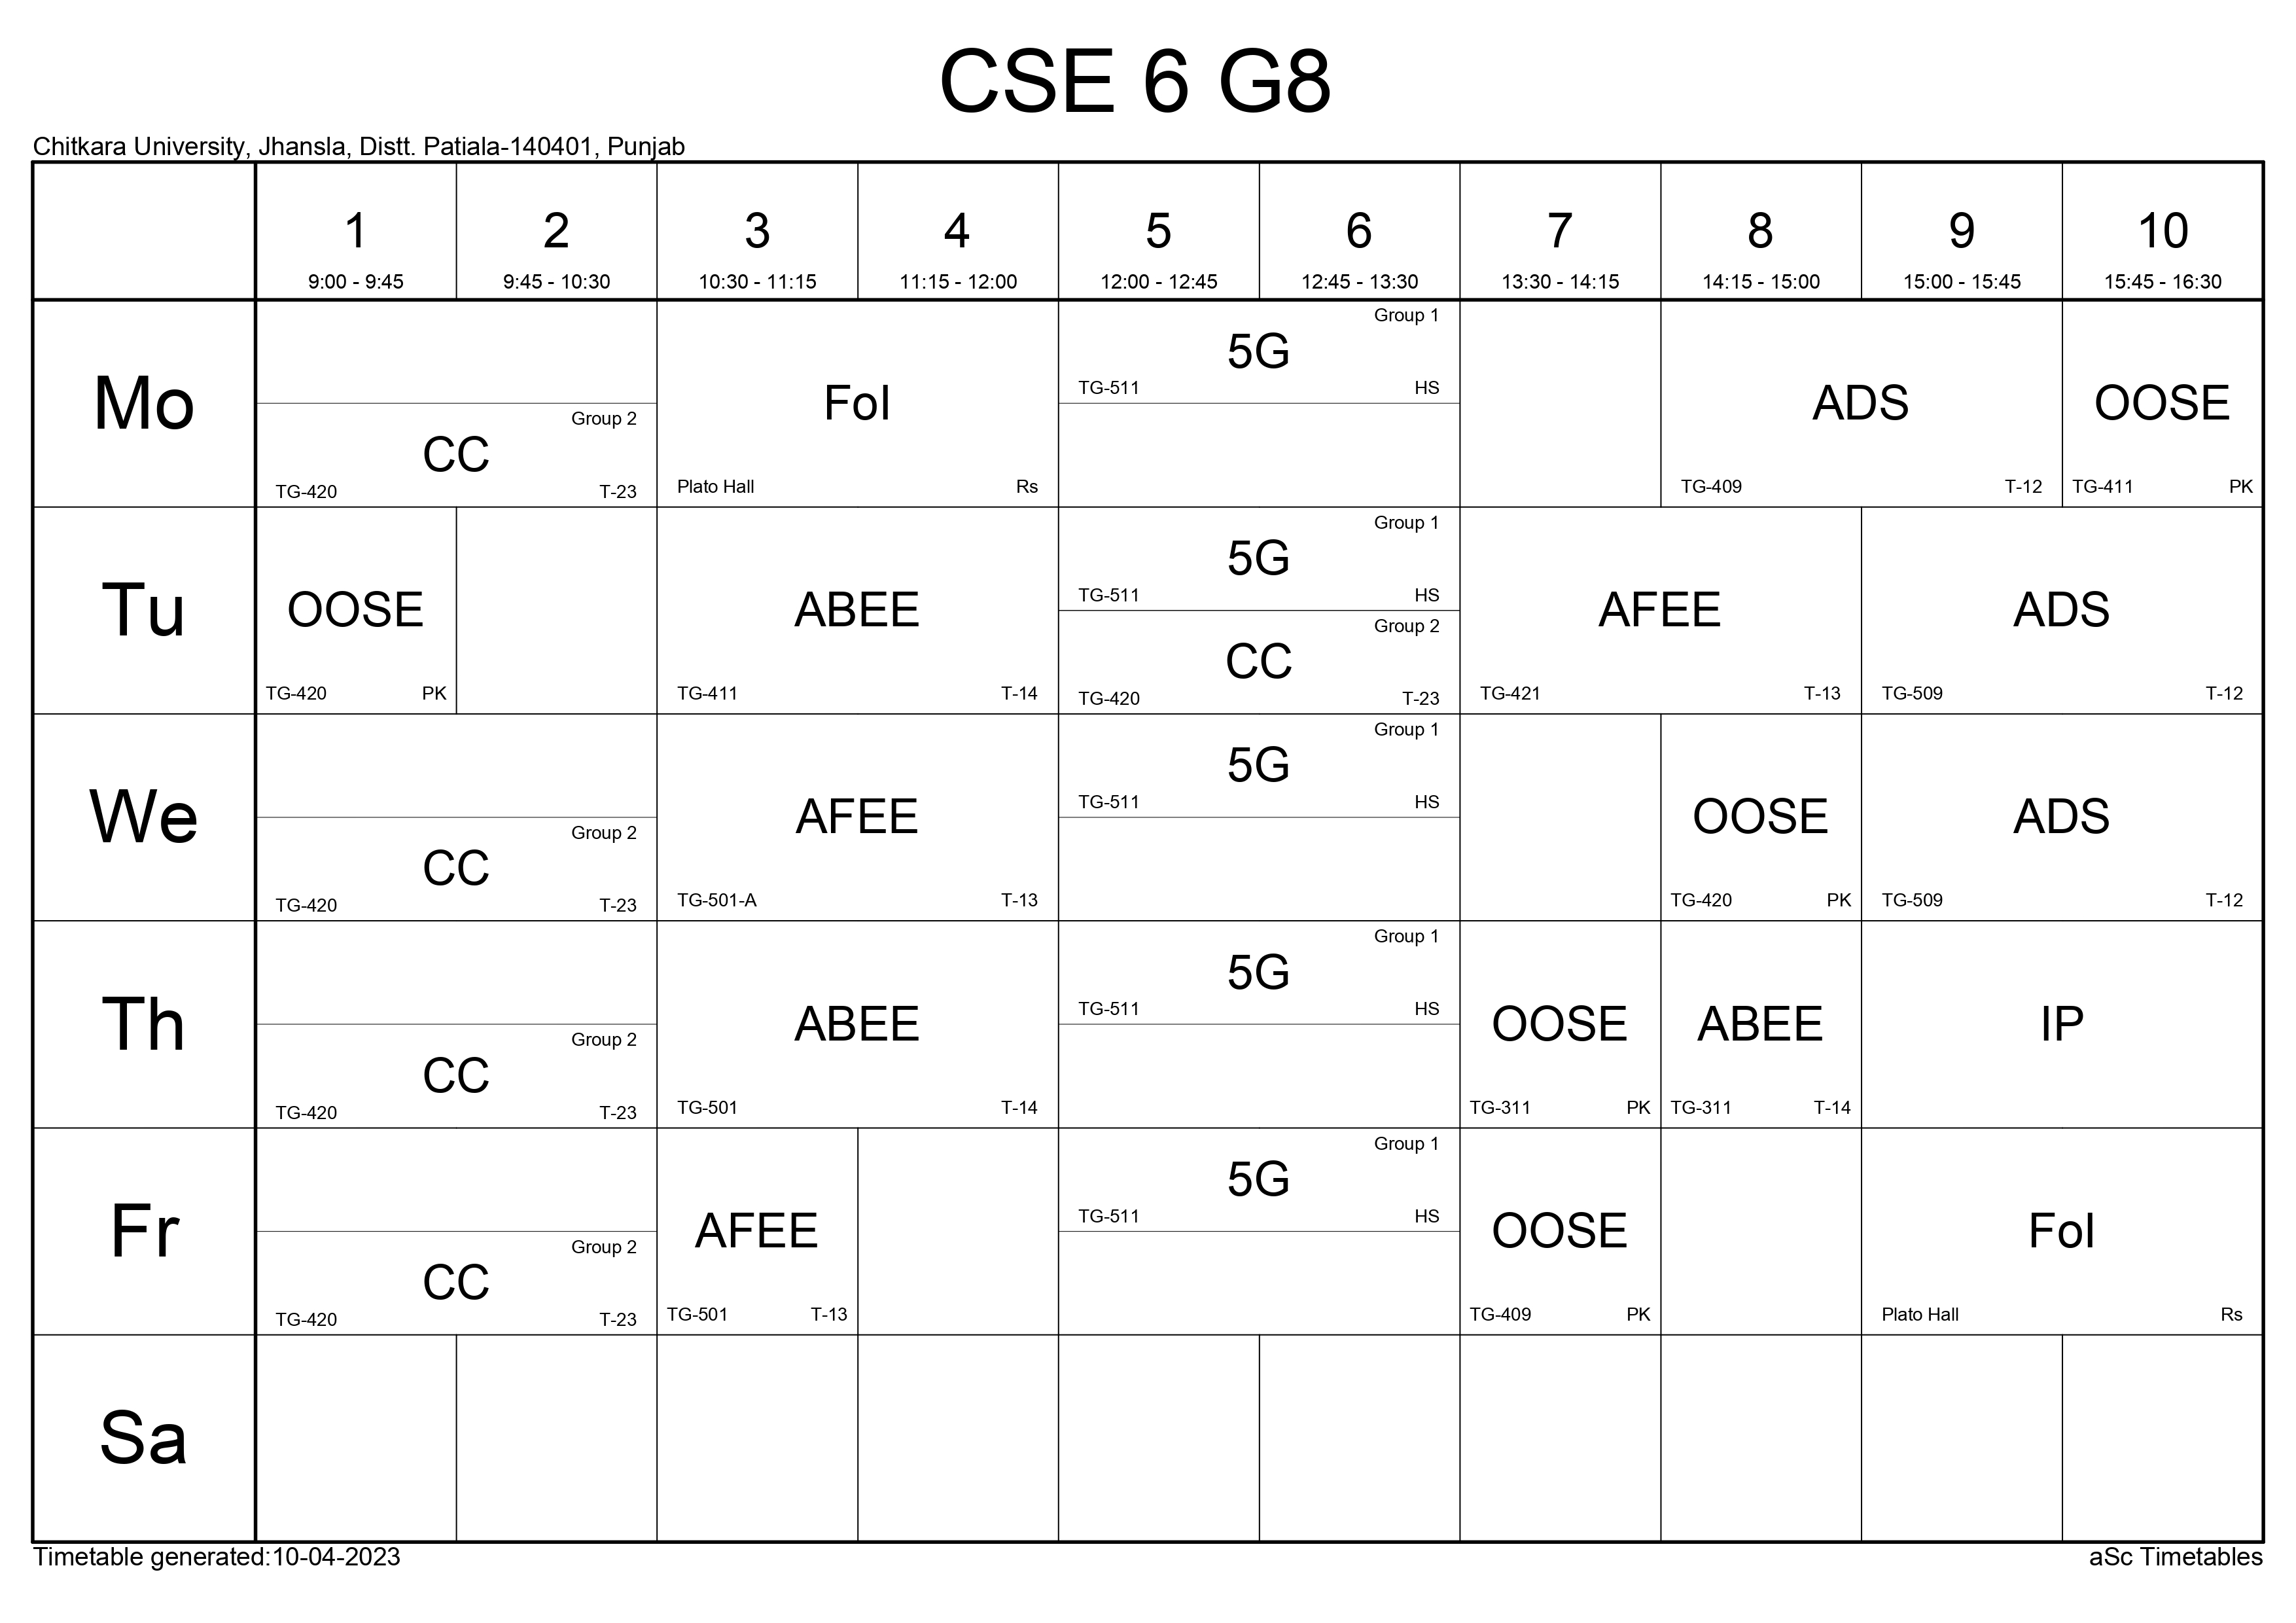 CSE 6 G8
Chitkara University, Jhansla, Distt. Patiala-140401, Punjab
1 2 3 4 5 6 7 8 9 10
9:00 - 9:45 9:45 - 10:30 10:30 - 11:15 11:15 - 12:00 12:00 - 12:45 12:45 - 13:30 13:30 - 14:15 14:15 - 15:00 15:00 - 15:45 15:45 - 16:30
Mo
Group 2
CC
TG-420 T-23
FoI
Plato Hall Rs
Group 1
5G
TG-511 HS
ADS
TG-409 T-12
OOSE
TG-411 PK
Tu
OOSE
TG-420 PK
ABEE
TG-411 T-14
Group 1
5G
TG-511 HS
Group 2
CC
TG-420 T-23
AFEE
TG-421 T-13
ADS
TG-509 T-12
We
Group 2
CC
TG-420 T-23
AFEE
TG-501-A T-13
Group 1
5G
TG-511 HS
OOSE
TG-420 PK
ADS
TG-509 T-12
Th
Group 2
CC
TG-420 T-23
ABEE
TG-501 T-14
Group 1
5G
TG-511 HS
OOSE
TG-311 PK
ABEE
TG-311 T-14
IP
Fr
Group 2
CC
TG-420 T-23
AFEE
TG-501 T-13
Group 1
5G
TG-511 HS
OOSE
TG-409 PK
FoI
Plato Hall Rs
Sa
Timetable generated:10-04-2023 aSc Timetables